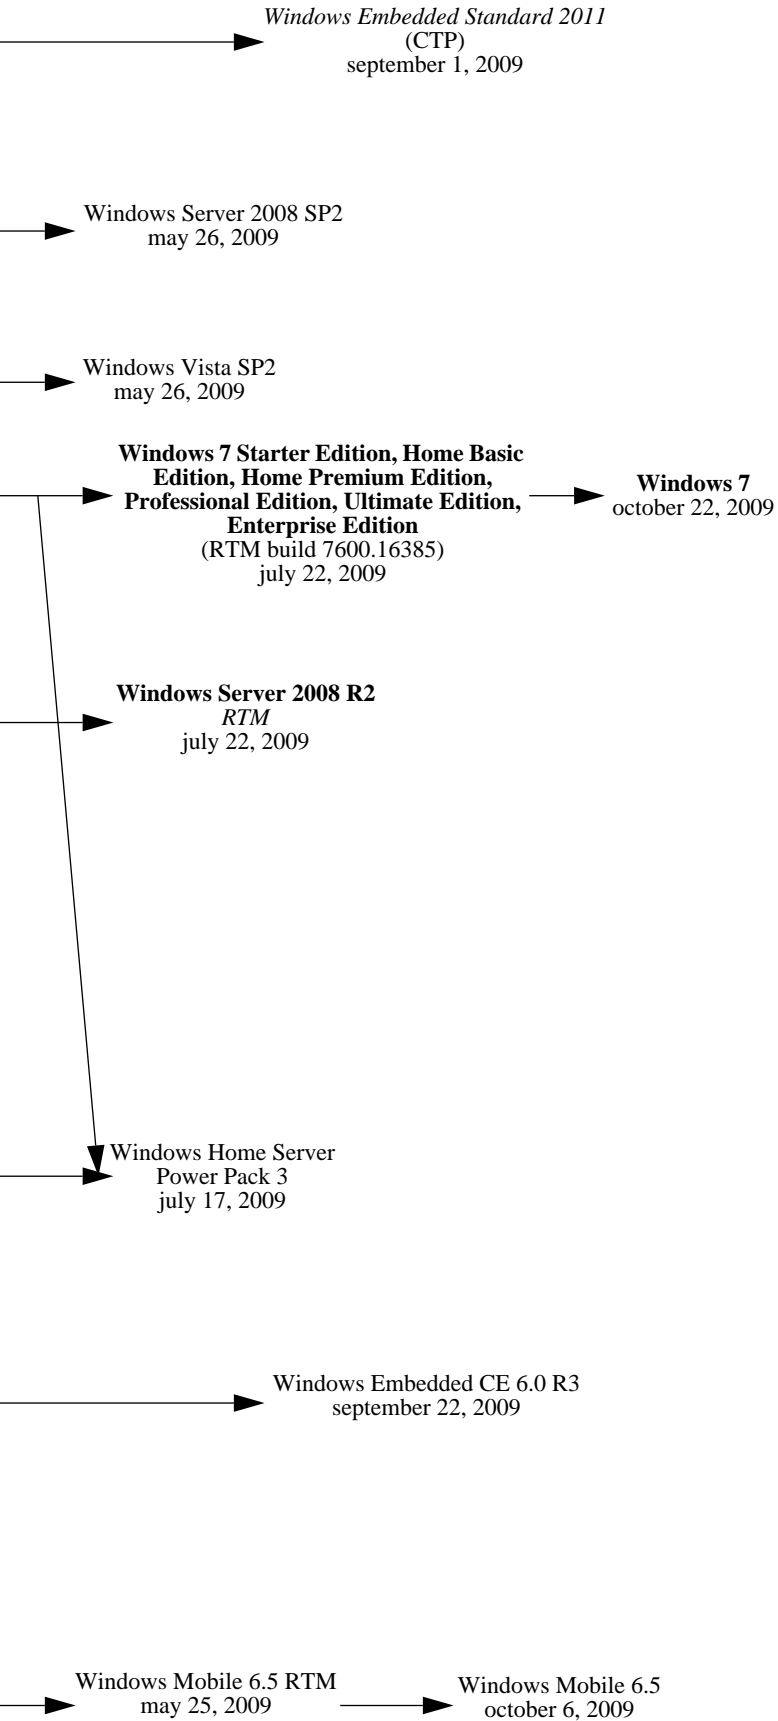 Windows Embedded Standard 2011
(CTP)
september 1, 2009
Windows Server 2008 SP2
may 26, 2009
Windows Vista SP2
may 26, 2009
Windows 7 Starter Edition, Home Basic
Edition, Home Premium Edition,
Professional Edition, Ultimate Edition,
Enterprise Edition
(RTM build 7600.16385)
july 22, 2009
Windows 7
october 22, 2009
Windows Server 2008 R2
RTM
july 22, 2009
Windows Home Server
Power Pack 3
july 17, 2009
Windows Embedded CE 6.0 R3
september 22, 2009
Windows Mobile 6.5 RTM
may 25, 2009
Windows Mobile 6.5
october 6, 2009